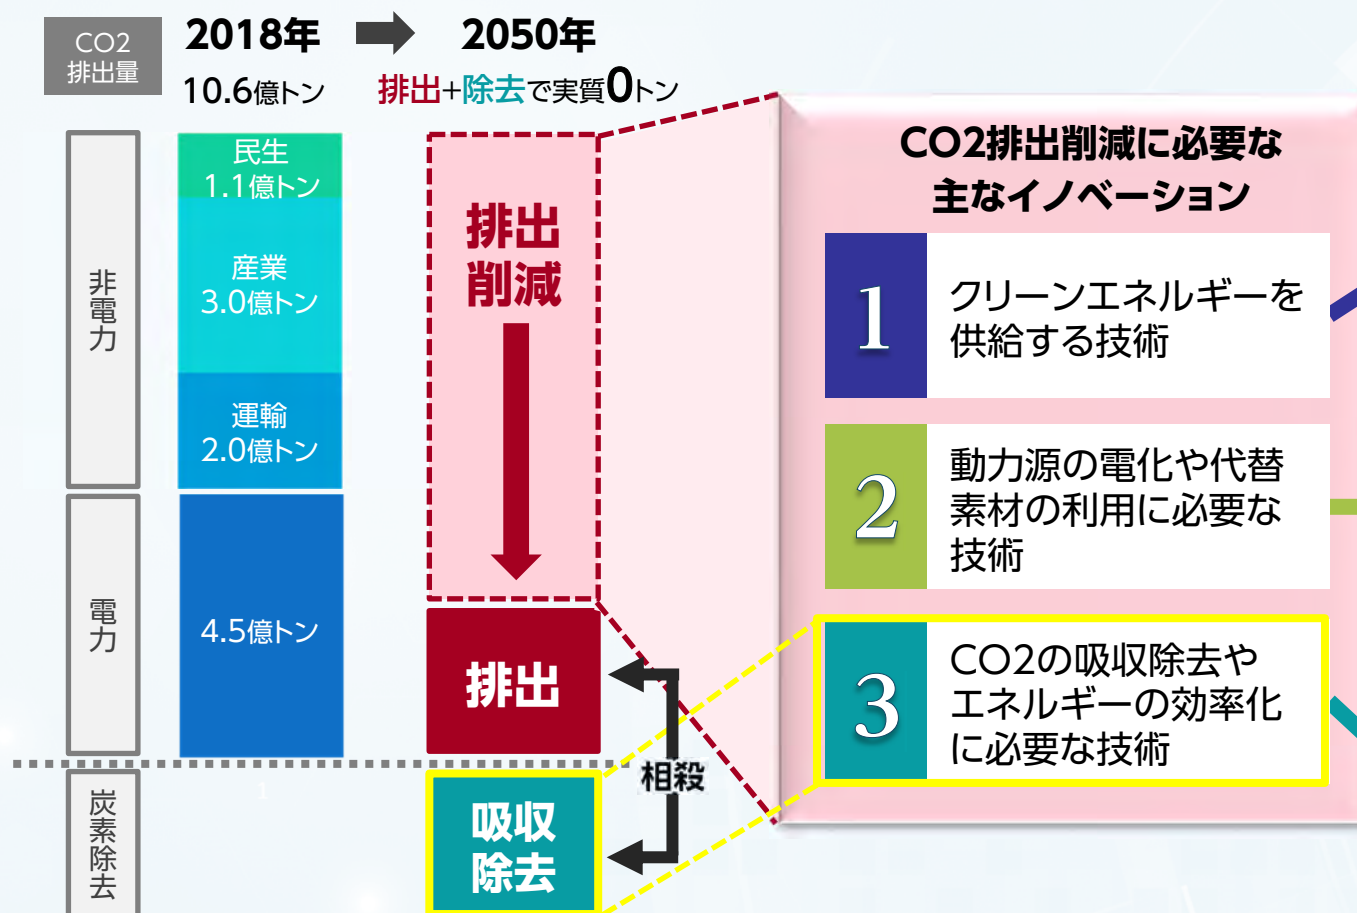 CO2
排出量
2018年
2050年
10.6億トン
排出+除去で実質0トン
非電力
民生
1.1億トン
産業
3.0億トン
運輸
2.0億トン
電力
4.5億トン
炭素除去
1
排出
削減
排出
相殺
吸収
除去
CO2排出削減に必要な
主なイノベーション
1
クリーンエネルギーを
供給する技術
2
動力源の電化や代替
素材の利用に必要な
技術
3
CO2の吸収除去や
エネルギーの効率化
に必要な技術